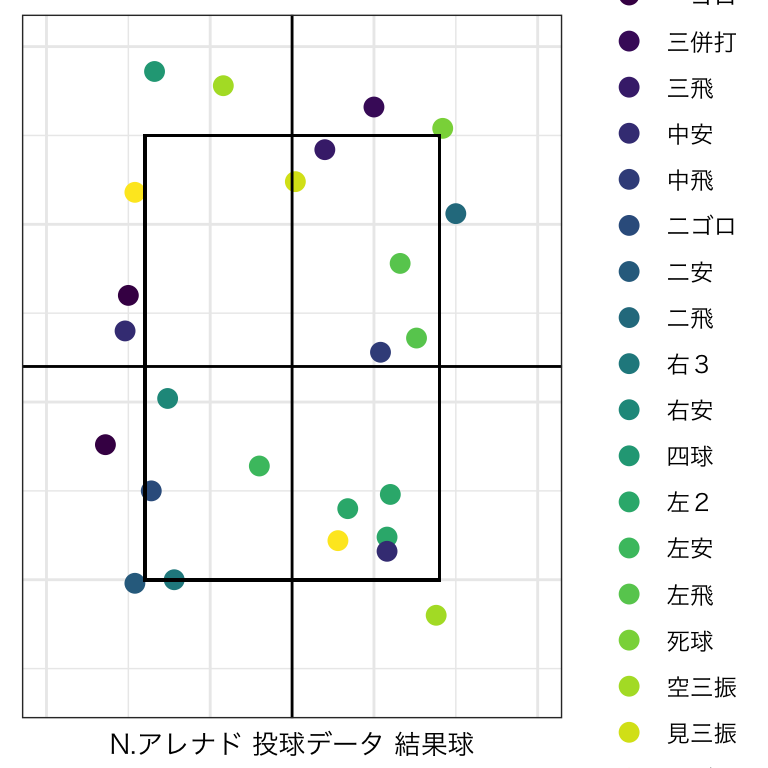 三併打
三飛
中安
中飛
二ゴロ
二安
二飛
右３
右安
四球
左２
左安
左飛
死球
空三振
見三振
N.アレナド 投球データ 結果球